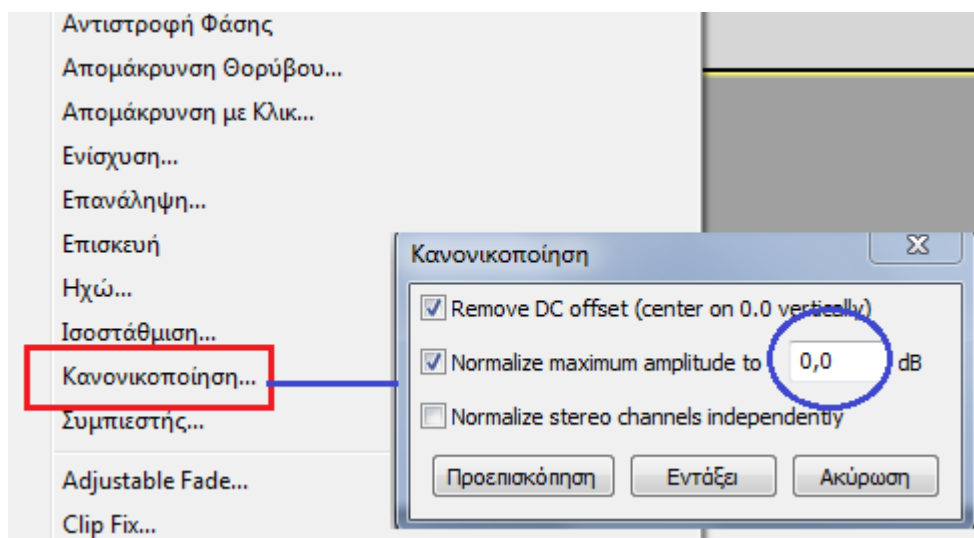 Αντιστροφή Φάσης
Απομάκρυνση Θορύβου...
Απομάκρυνση με Κλικ...
Ενίσχυση...
Επανάληψη...
Επισκευή
Ηχώ...
Ισοστάθμιση...
Κανονικοποίηση...
Συμπιεστής...
Adjustable Fade...
Clip Fix...
Κανονικοποίηση
Remove DC offset (center on 0.0 vertically)
Normalize maximum amplitude to 0,0 dB
Normalize stereo channels independently
Προεπισκόπηση Εντάξει Ακύρωση